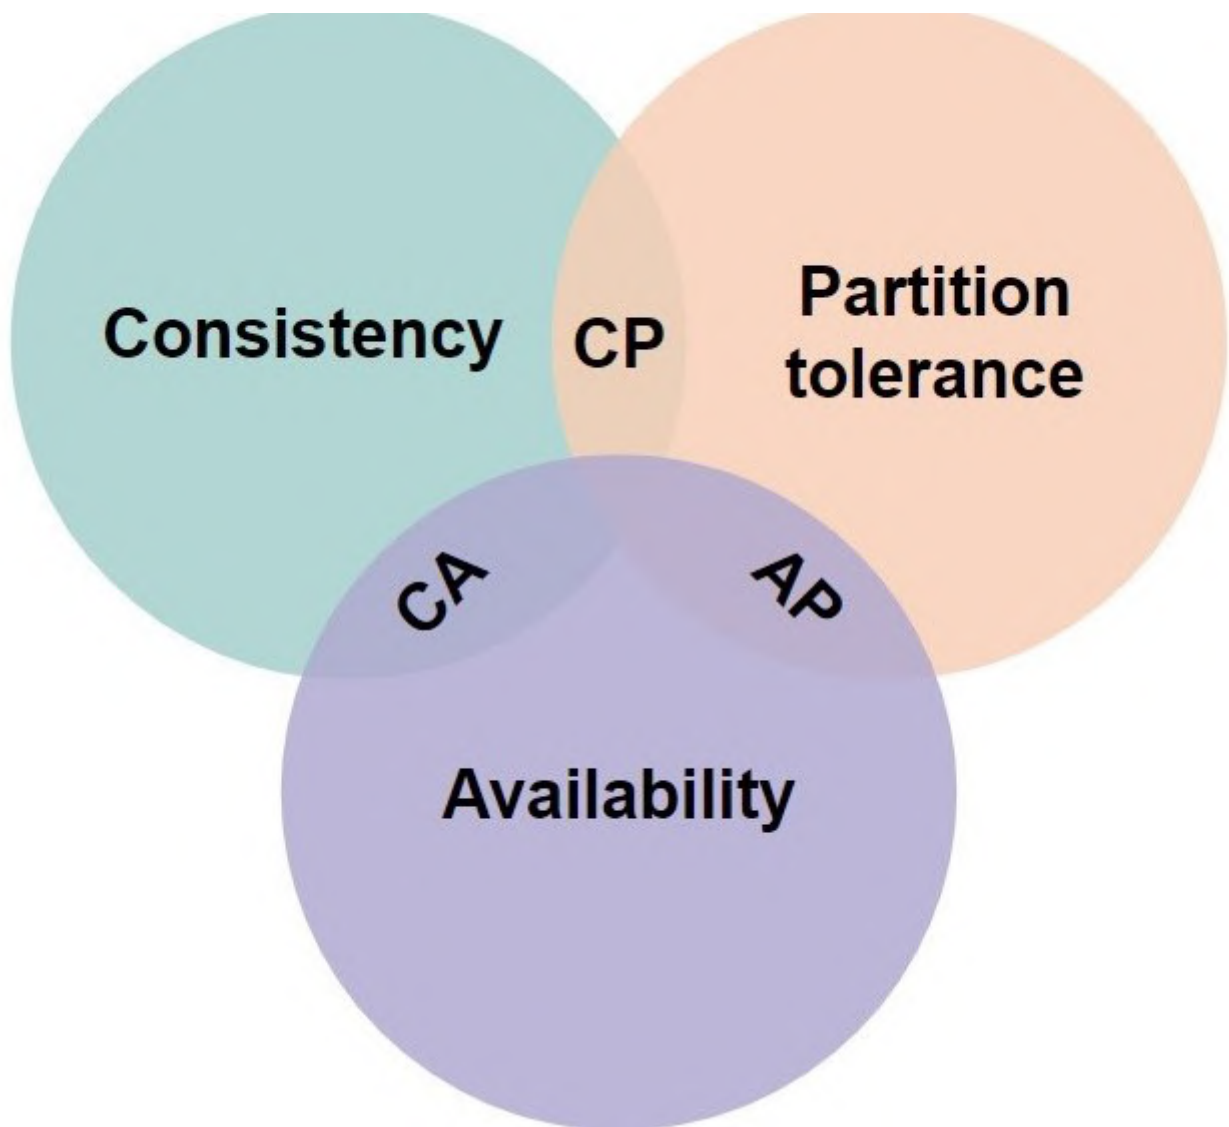 Consistency
CP
Partition
tolerance
CA
AP
Availability